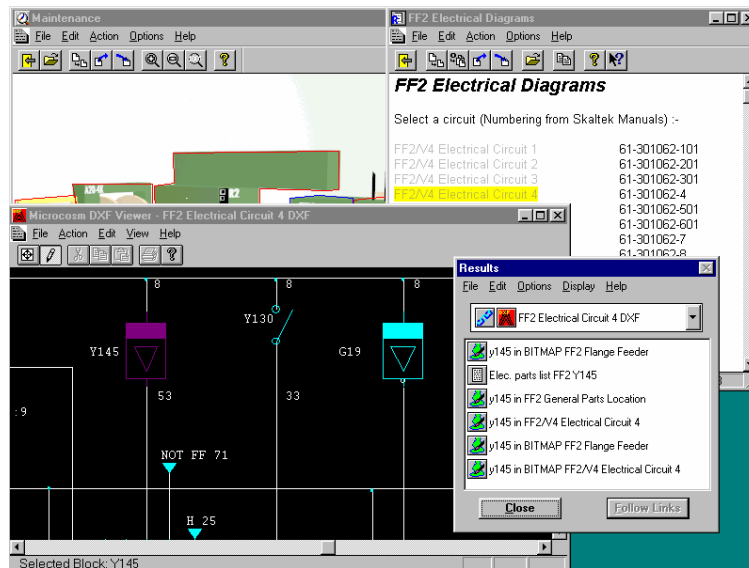 Maintenance
File Edit Action Options Help
FF2 Electrical Diagrams
File Edit Action Options Help
FF2 Electrical Diagrams
Select a circuit (Numbering from Skaltek Manuals) :-
FF2/V4 Electrical Circuit 1 61-301062-101
FF2/V4 Electrical Circuit 2 61-301062-201
FF2/V4 Electrical Circuit 3 61-301062-301
FF2/V4 Electrical Circuit 4 61-301062-4
61-301062-501
61-301062-601
61-301062-7
61-301062-8
Microcosm DXF Viewer - FF2 Electrical Circuit 4 DXF
File Action Edit View Help
8 8 8
Y130
Y145 G19
53 33
:9
NOT FF 71
H 25
Selected Block: Y145
Results
File Edit Options Display Help
FF2 Electrical Circuit 4 DXF
y145 in BITMAP FF2 Flange Feeder
Elec. parts list FF2 Y145
y145 in FF2 General Parts Location
y145 in FF2/V4 Electrical Circuit 4
y145 in BITMAP FF2 Flange Feeder
y145 in BITMAP FF2/V4 Electrical Circuit 4
Close Follow Links